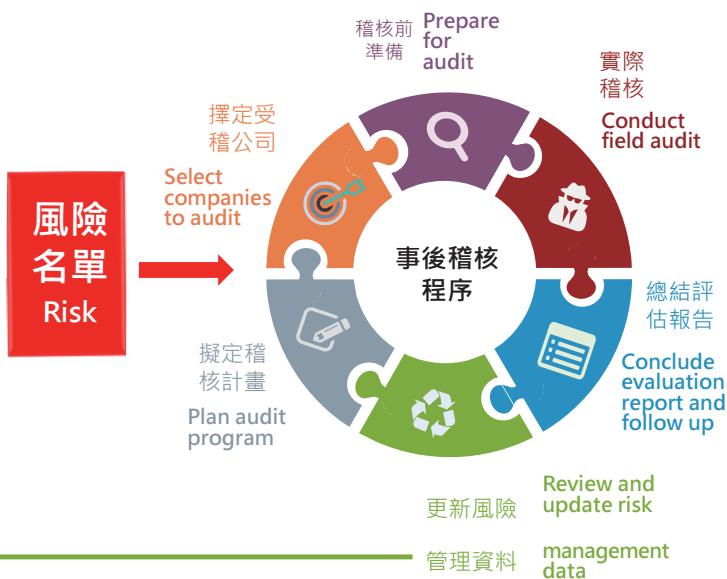 風險
名單
Risk
擇定受
稽公司
Select
companies
to audit
稽核前
準備
Prepare
for
audit
實際
稽核
Conduct
field audit
事後稽核
程序
總結評
估報告
Conclude
evaluation
report and
follow up
擬定稽
核計畫
Plan audit
program
更新風險
管理資料
Review and
update risk
management
data